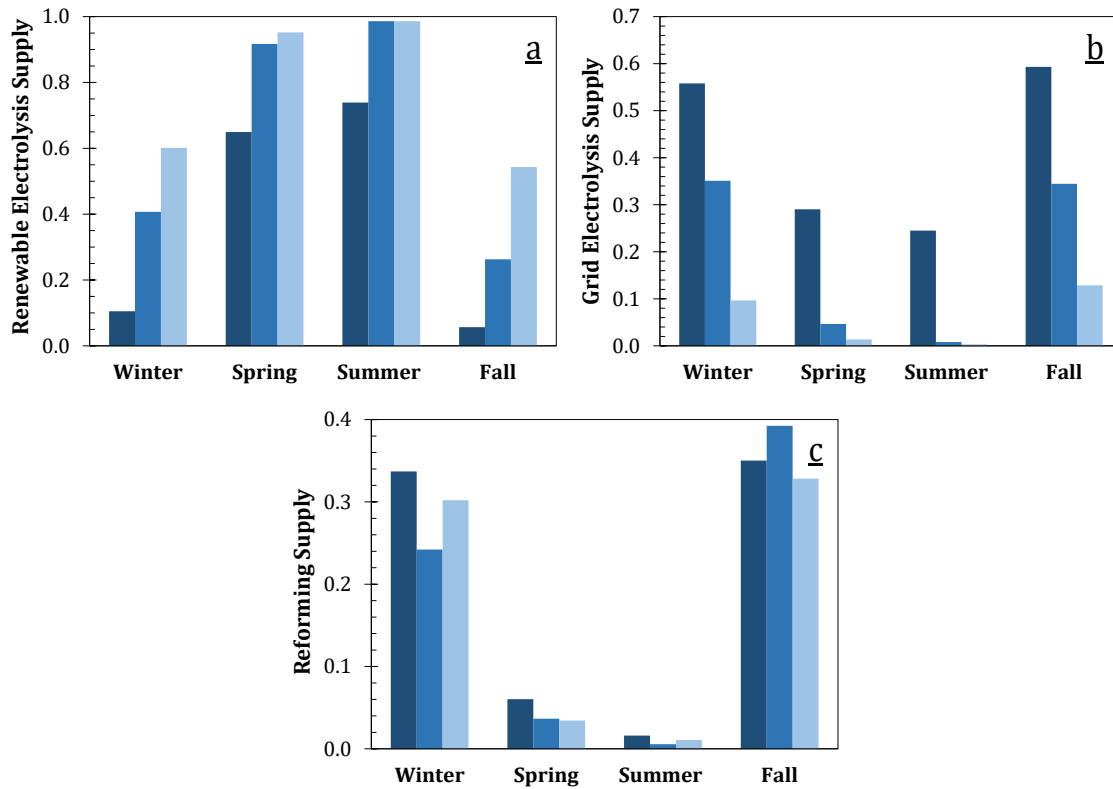 Renewable Electrolysis Supply
1.0
0.8
0.6
0.4
0.2
0.0
a
Winter Spring Summer Fall
Grid Electrolysis Supply
0.7
0.6
0.5
0.4
0.3
0.2
0.1
0.0
b
Winter Spring Summer Fall
Reforming Supply
0.4
0.3
0.2
0.1
0.0
c
Winter Spring Summer Fall